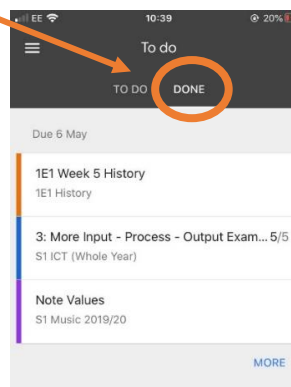 EE 10:39 20%
To do
TO DO DONE
Due 6 May
1E1 Week 5 History
1E1 History
3: More Input - Process - Output Exam... 5/5
S1 ICT (Whole Year)
Note Values
S1 Music 2019/20
MORE